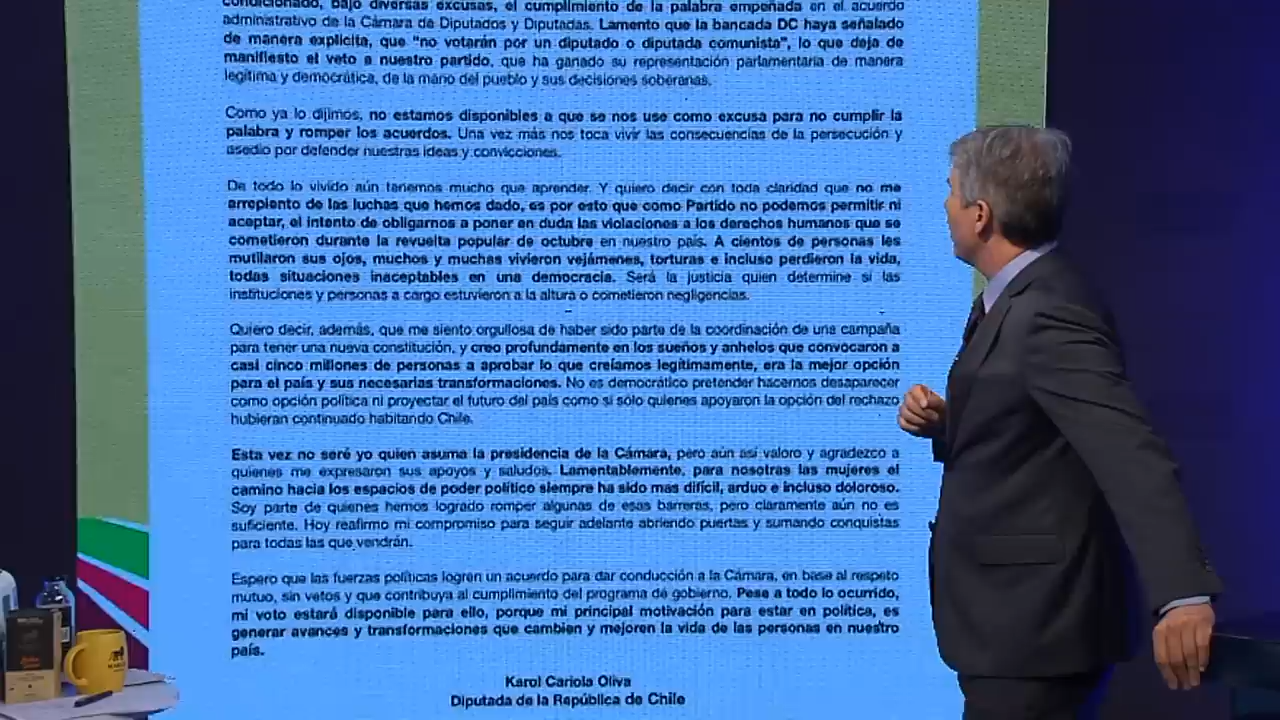 condicionado, bajo diversas excusas, el cumplimiento de la palabra empeñada en el acuerdo
administrativo de la Cámara de Diputados y Diputadas. Lamento que la bancada DC haya señalado
de manera explícita, que "no votarán por un diputado o diputada comunista", lo que deja de
manifiesto el veto a nuestro partido, que ha ganado su representación parlamentaria de manera
legítima y democrática, de la mano del pueblo y sus decisiones soberanas.
Como ya lo dijimos, no estamos disponibles a que se nos use como excusa para no cumplir la
palabra y romper los acuerdos. Una vez más nos toca vivir las consecuencias de la persecución y
asedio por defender nuestras ideas y convicciones.
De todo lo vivido aún tenemos mucho que aprender. Y quiero decir con toda claridad que no me
arrepiento de las luchas que hemos dado, es por esto que como Partido no podemos permitir ni
aceptar, el intento de obligarnos a poner en duda las violaciones a los derechos humanos que se
cometieron durante la revuelta popular de octubre en nuestro país. A cientos de personas les
mutilaron sus ojos, muchos y muchas vivieron vejámenes, torturas e incluso perdieron la vida,
todas situaciones inaceptables en una democracia. Será la justicia quien determine si las
instituciones y personas a cargo estuvieron a la altura o cometieron negligencias.
Quiero decir, además, que me siento orgullosa de haber sido parte de la coordinación de una campaña
para tener una nueva constitución, y creo profundamente en los sueños y anhelos que convocaron a
casi cinco millones de personas a aprobar lo que creíamos legítimamente, era la mejor opción
para el país y sus necesarias transformaciones. No es democrático pretender hacernos desaparecer
como opción política ni proyectar el futuro del país como si solo quienes apoyaron la opción del rechazo
hubieran continuado habitando Chile.
Esta vez no seré yo quien asuma la presidencia de la Cámara, pero aún así valoro y agradezco a
quienes me expresaron sus apoyos y saludos. Lamentablemente, para nosotras las mujeres el
camino hacia los espacios de poder político siempre ha sido mas difícil, arduo e incluso doloroso.
Soy parte de quienes hemos logrado romper algunas de esas barreras, pero claramente aún no es
suficiente. Hoy reafirmo mi compromiso para seguir adelante abriendo puertas y sumando conquistas
para todas las que vendrán.
Espero que las fuerzas políticas logren un acuerdo para dar conducción a la Cámara, en base al respeto
mutuo, sin vetos y que contribuya al cumplimiento del programa de gobierno. Pese a todo lo ocurrido,
mi voto estará disponible para ello, porque mi principal motivación para estar en política, es
generar avances y transformaciones que cambien y mejoren la vida de las personas en nuestro
país.
Karol Cariola Oliva
Diputada de la República de Chile